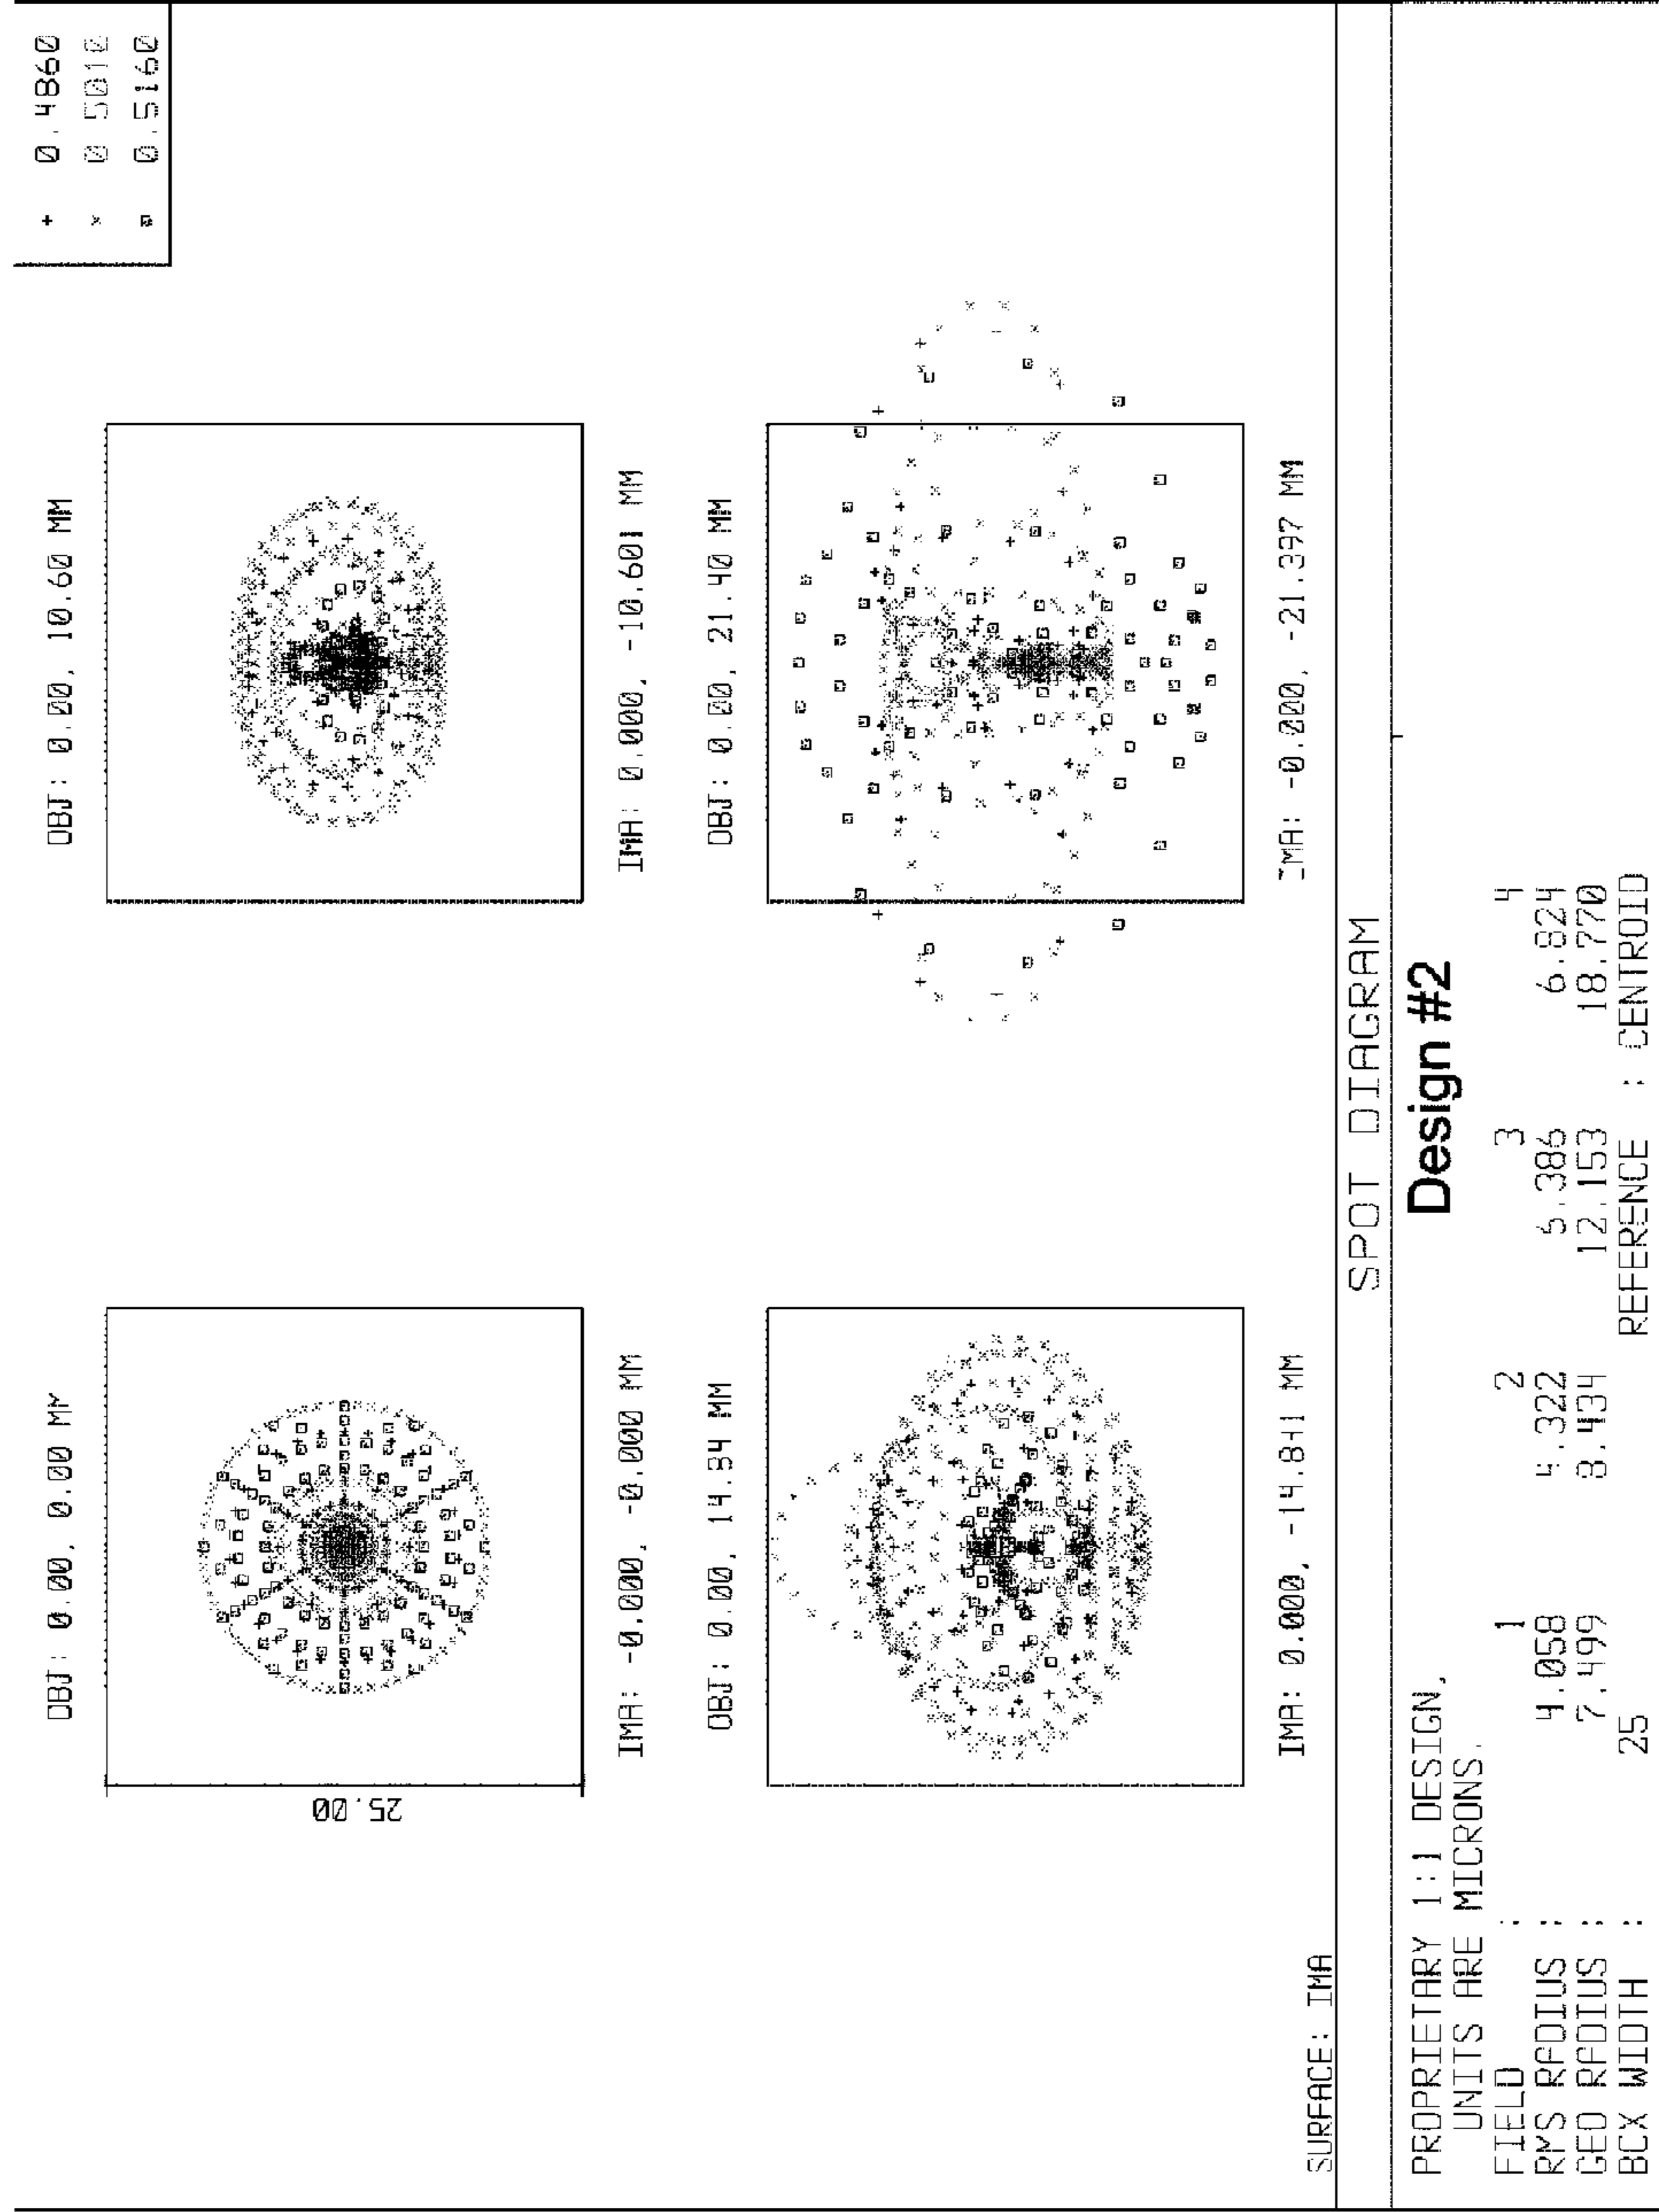 + 0.4860
× 0.5010
0.5160
OBJ: 0.00, 0.00 MM
OBJ: 0.00, 10.60 MM
25.00
IMA: -0.000, -0.000 MM
IMA: 0.000, -10.601 MM
OBJ: 0.00, 14.84 MM
OBJ: 0.00, 21.40 MM
IMA: 0.000, -14.841 MM
IMA: -0.000, -21.397 MM
SURFACE: IMA
SPOT DIAGRAM
Design #2
PROPRIETARY 1:1 DESIGN,
UNITS ARE MICRONS.
FIELD : 1 2 3 4
RMS RADIUS : 4.058 4.322 5.386 6.824
GEO RADIUS : 7.499 8.434 12.153 18.770
BOX WIDTH : 25 REFERENCE : CENTROID